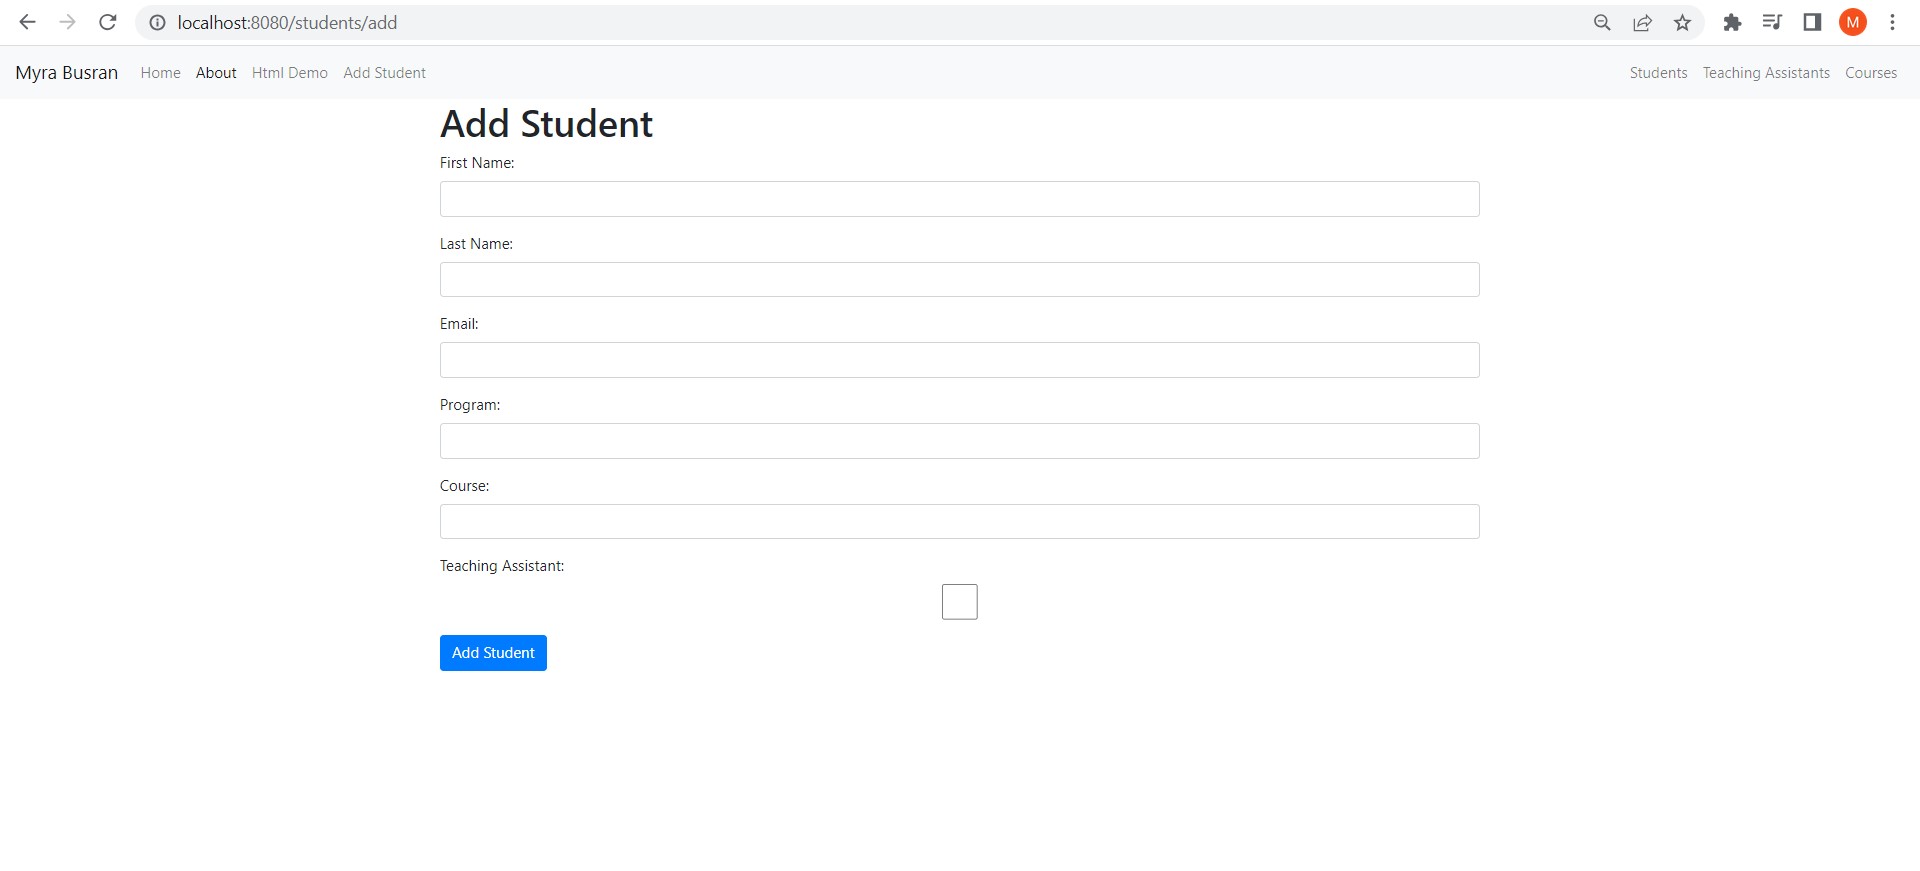 localhost:8080/students/add
M
Myra Busran Home About Html Demo Add Student Students Teaching Assistants Courses
Add Student
First Name:
Last Name:
Email:
Program:
Course:
Teaching Assistant:
Add Student